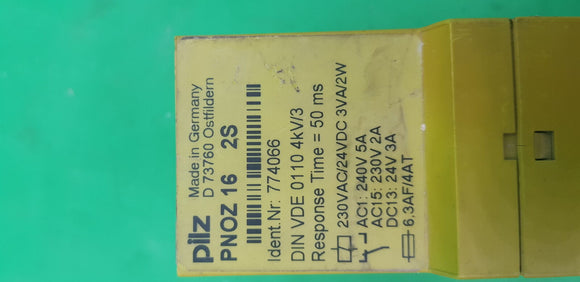 pilz
Made in Germany
D 73760 Ostfildern
PNOZ 16 2S
Ident.Nr: 774066
DIN VDE 0110 4kV/3
Response Time = 50 ms
230VAC/24VDC 3VA/2W
AC1: 240V 5A
AC15: 230V 2A
DC13: 24V 3A
6,3AF/4AT